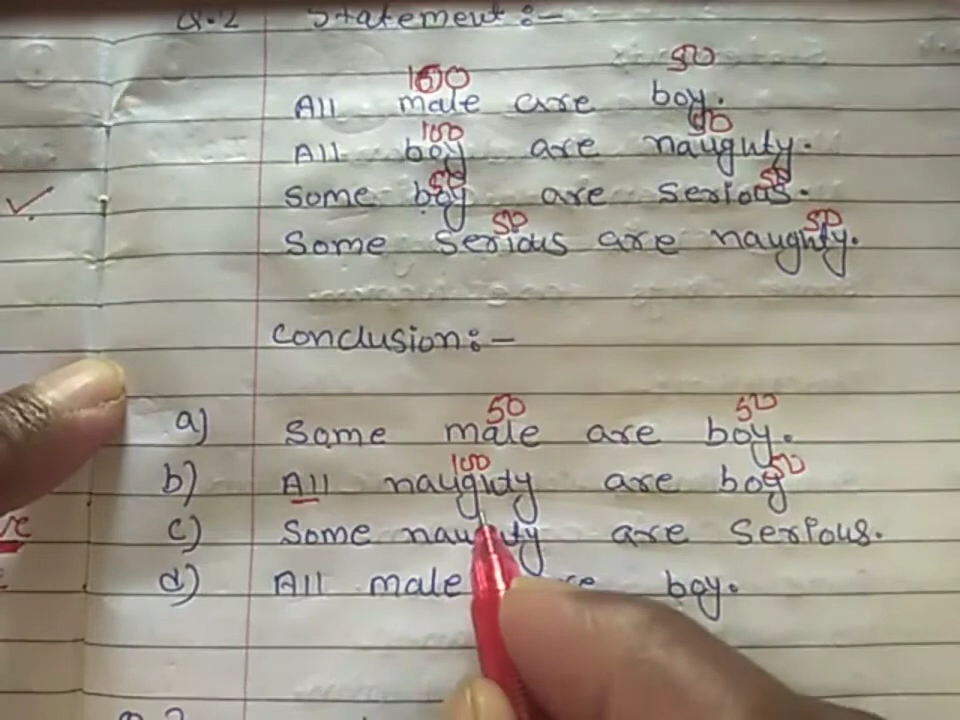 Q.2 Statement:-
100 50
All male are boy.
100 50
All boy are naughty.
50 50
Some boy are serious.
50 50
Some serious are naughty.
Conclusion:-
50 50
a) Some male are boy.
100 50
b) All naughty are boy
c) Some naughty are serious.
d) All male are boy.